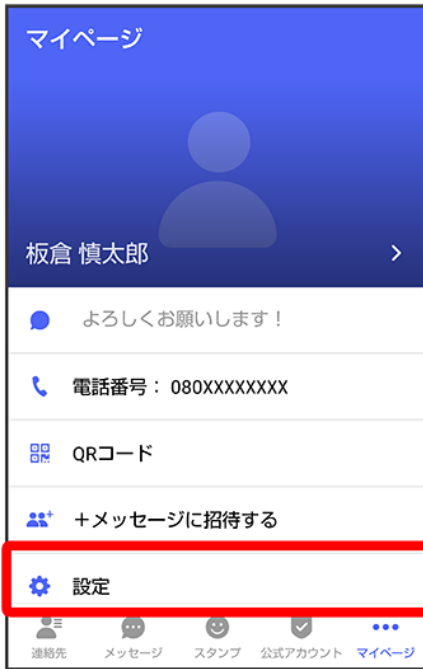 マイページ
板倉 慎太郎
よろしくお願いします！
電話番号： 080XXXXXXXX
QRコード
＋メッセージに招待する
設定
連絡先 メッセージ スタンプ 公式アカウント マイページ